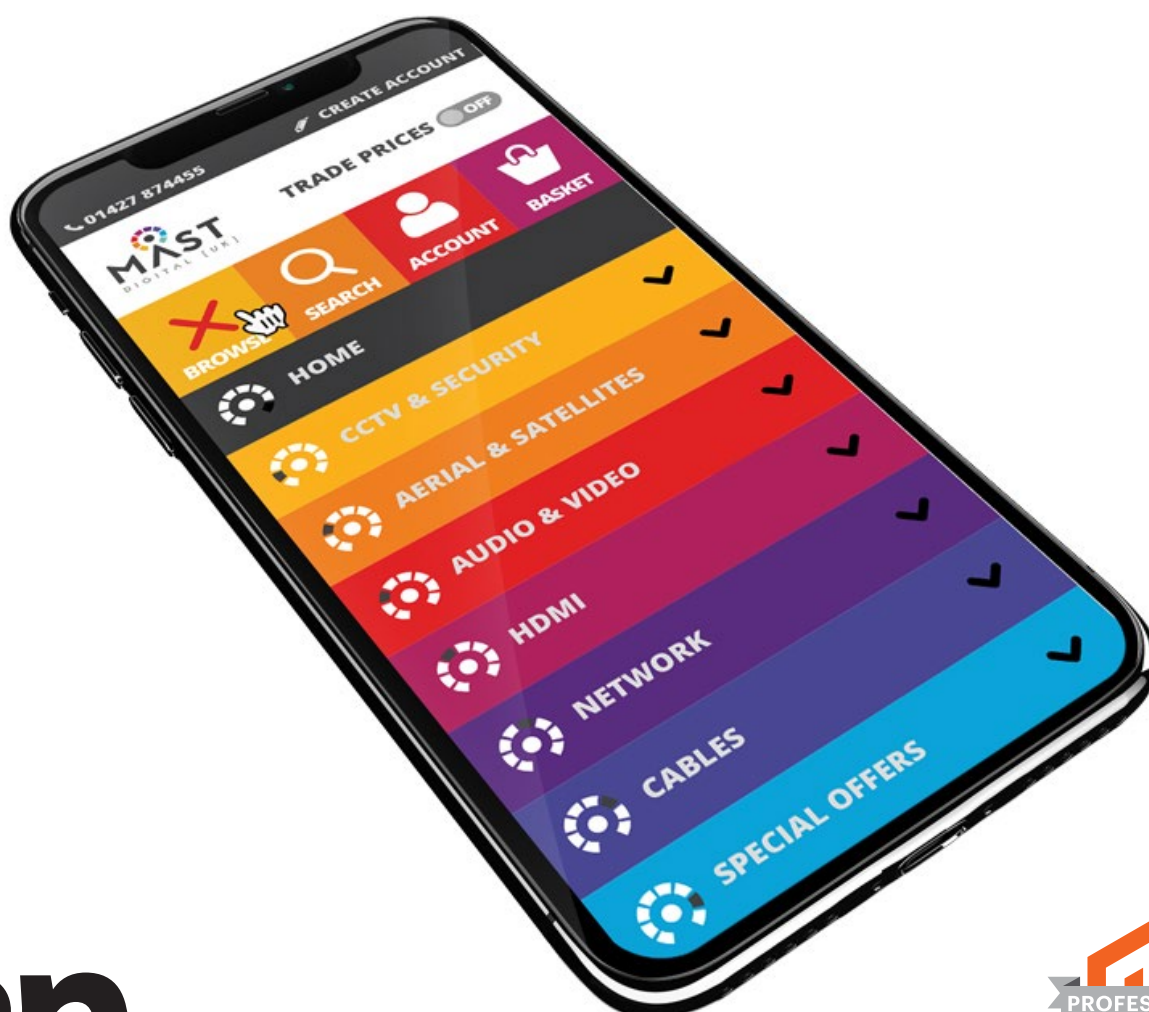 01427 874455
CREATE ACCOUNT
MAST
DIGITAL [UK]
TRADE PRICES
OFF
BROWSE
SEARCH
ACCOUNT
BASKET
HOME
CCTV & SECURITY
AERIAL & SATELLITES
AUDIO & VIDEO
HDMI
NETWORK
CABLES
SPECIAL OFFERS